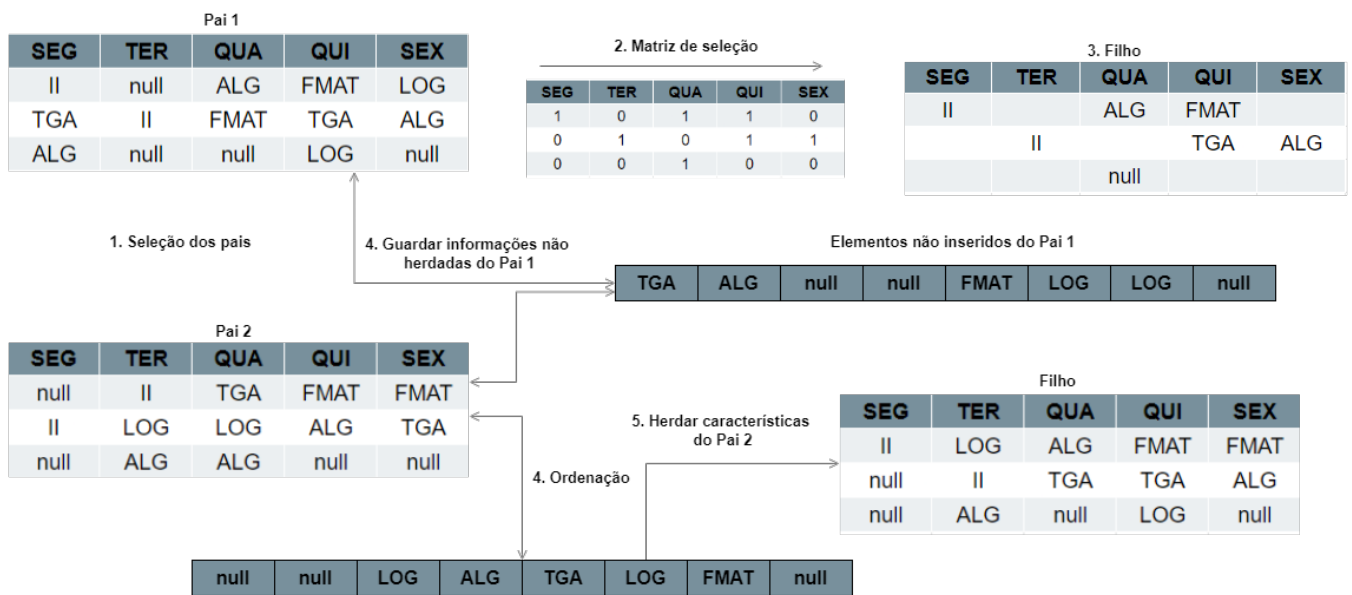 Pai 1
SEG TER QUA QUI SEX
II null ALG FMAT LOG
TGA II FMAT TGA ALG
ALG null null LOG null
2. Matriz de seleção
SEG TER QUA QUI SEX
1 0 1 1 0
0 1 0 1 1
0 0 1 0 0
3. Filho
SEG TER QUA QUI SEX
II ALG FMAT
II TGA ALG
null
1. Seleção dos pais
4. Guardar informações não
herdadas do Pai 1
Elementos não inseridos do Pai 1
TGA ALG null null FMAT LOG LOG null
Pai 2
SEG TER QUA QUI SEX
null II TGA FMAT FMAT
II LOG LOG ALG TGA
null ALG ALG null null
4. Ordenação
5. Herdar características
do Pai 2
Filho
SEG TER QUA QUI SEX
II LOG ALG FMAT FMAT
null II TGA TGA ALG
null ALG null LOG null
null null LOG ALG TGA LOG FMAT null